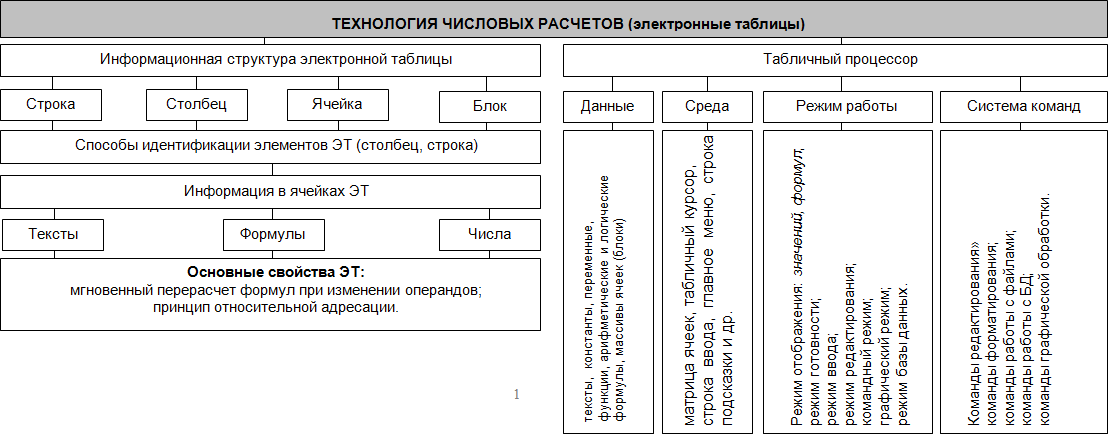 ТЕХНОЛОГИЯ ЧИСЛОВЫХ РАСЧЕТОВ (электронные таблицы)
Информационная структура электронной таблицы
Табличный процессор
Строка
Столбец
Ячейка
Блок
Данные
Среда
Режим работы
Система команд
Способы идентификации элементов ЭТ (столбец, строка)
Информация в ячейках ЭТ
Тексты
Формулы
Числа
Основные свойства ЭТ:
мгновенный перерасчет формул при изменении операндов;
принцип относительной адресации.
тексты, константы, переменные,
функции, арифметические и логические
формулы, массивы ячеек (блоки)
матрица ячеек, табличный курсор,
строка ввода, главное меню, строка
подсказки и др.
Режим отображения: значений, формул,
режим готовности;
режим ввода;
режим редактирования;
командный режим;
графический режим;
режим базы данных.
Команды редактирования»
команды форматирования;
команды работы с файлами;
команды работы с БД;
команды графической обработки.
1